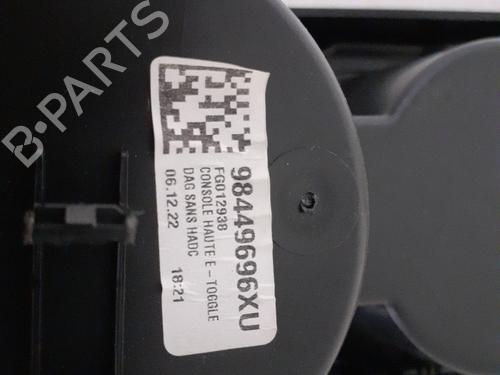 B-PARTS
98449696XU
FG012938
CONSOLE HAUTE E - TOGGLE
DAG SANS HADC
06.12.22 18:21